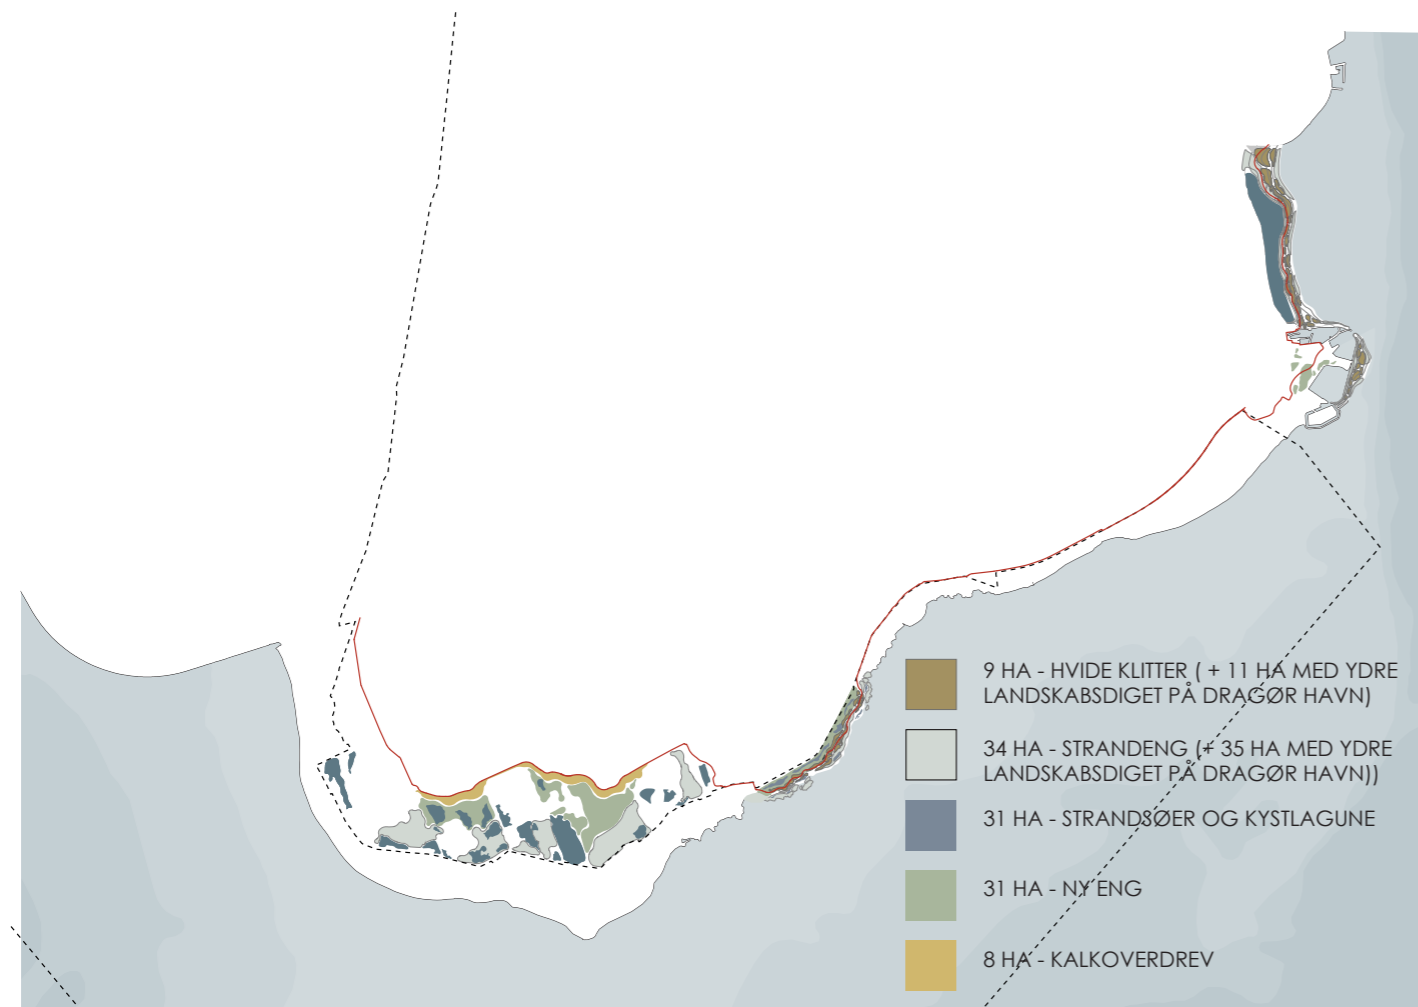 9 HA - HVIDE KLITTER ( + 11 HA MED YDRE
LANDSKABSDIGET PÅ DRAGØR HAVN)
34 HA - STRANDENG (+ 35 HA MED YDRE
LANDSKABSDIGET PÅ DRAGØR HAVN))
31 HA - STRANDSØER OG KYSTLAGUNE
31 HA - NY ENG
8 HA - KALKOVERDREV